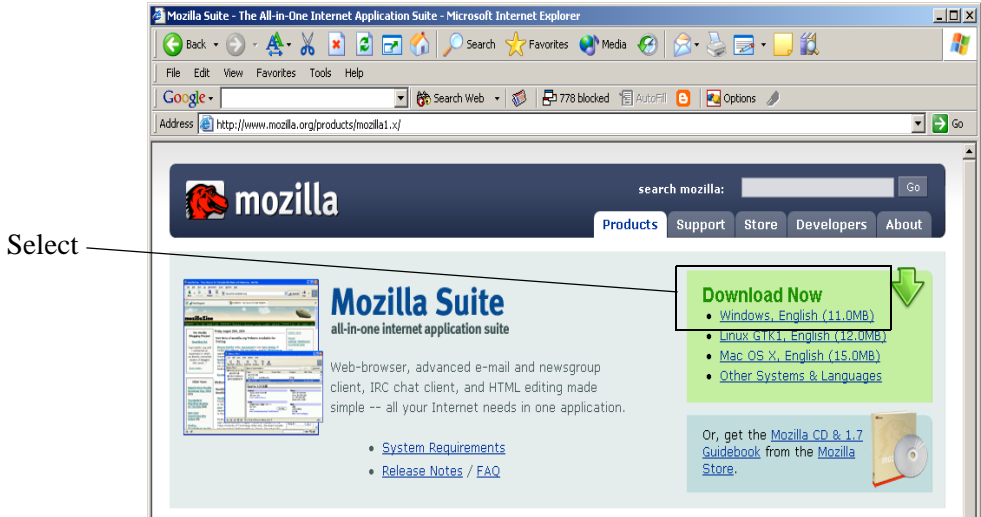 Mozilla Suite - The All-in-One Internet Application Suite - Microsoft Internet Explorer
Back Search Favorites Media
File Edit View Favorites Tools Help
Google Search Web 778 blocked AutoFill Options
Address http://www.mozilla.org/products/mozilla1.x/ Go
mozilla
search mozilla: Go
Products Support Store Developers About
Select
Mozilla Suite
all-in-one internet application suite
Web-browser, advanced e-mail and newsgroup
client, IRC chat client, and HTML editing made
simple -- all your Internet needs in one application.
• System Requirements
• Release Notes / FAQ
Download Now
• Windows, English (11.0MB)
• Linux GTK1, English (12.0MB)
• Mac OS X, English (15.0MB)
• Other Systems & Languages
Or, get the Mozilla CD & 1.7
Guidebook from the Mozilla
Store.